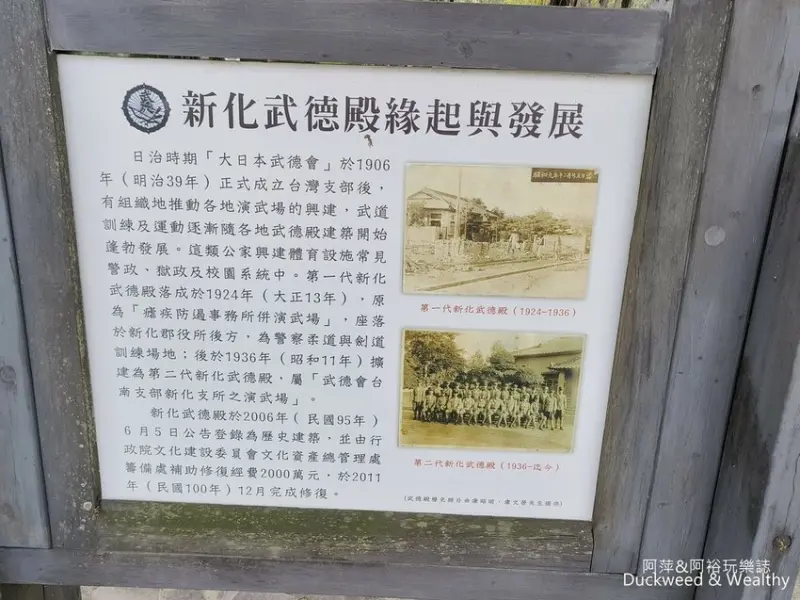 新化武德殿緣起與發展
日治時期「大日本武德會」於1906
年（明治39年）正式成立台灣支部後，
有組織地推動各地演武場的興建，武道
訓練及運動逐漸隨各地武德殿建築開始
蓬勃發展。這類公家興建體育設施常見
警政、獄政及校園系統中。第一代新化
武德殿落成於1924年（大正13年），原
為「瘧疾防遏事務所併演武場」，座落
於新化郡役所後方，為警察柔道與劍道
訓練場地；後於1936年（昭和11年）擴
建為第二代新化武德殿，屬「武德會台
南支部新化支所之演武場」。
新化武德殿於2006年（民國95年）
6月5日公告登錄為歷史建築，並由行
政院文化建設委員會文化資產總管理處
籌備處補助修復經費2000萬元，於2011
年（民國100年）12月完成修復。
第一代新化武德殿（1924-1936）
第二代新化武德殿（1936-迄今）
阿萍&阿裕玩樂誌
Duckweed & Wealthy